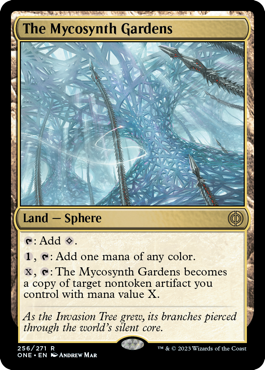 The Mycosynth Gardens
Land — Sphere
: Add .
1, : Add one mana of any color.
X, : The Mycosynth Gardens becomes
a copy of target nontoken artifact you
control with mana value X.
As the Invasion Tree grew, its branches pierced
through the world's silent core.
256/271 R
ONE • EN ANDREW MAR
™ & © 2023 Wizards of the Coast